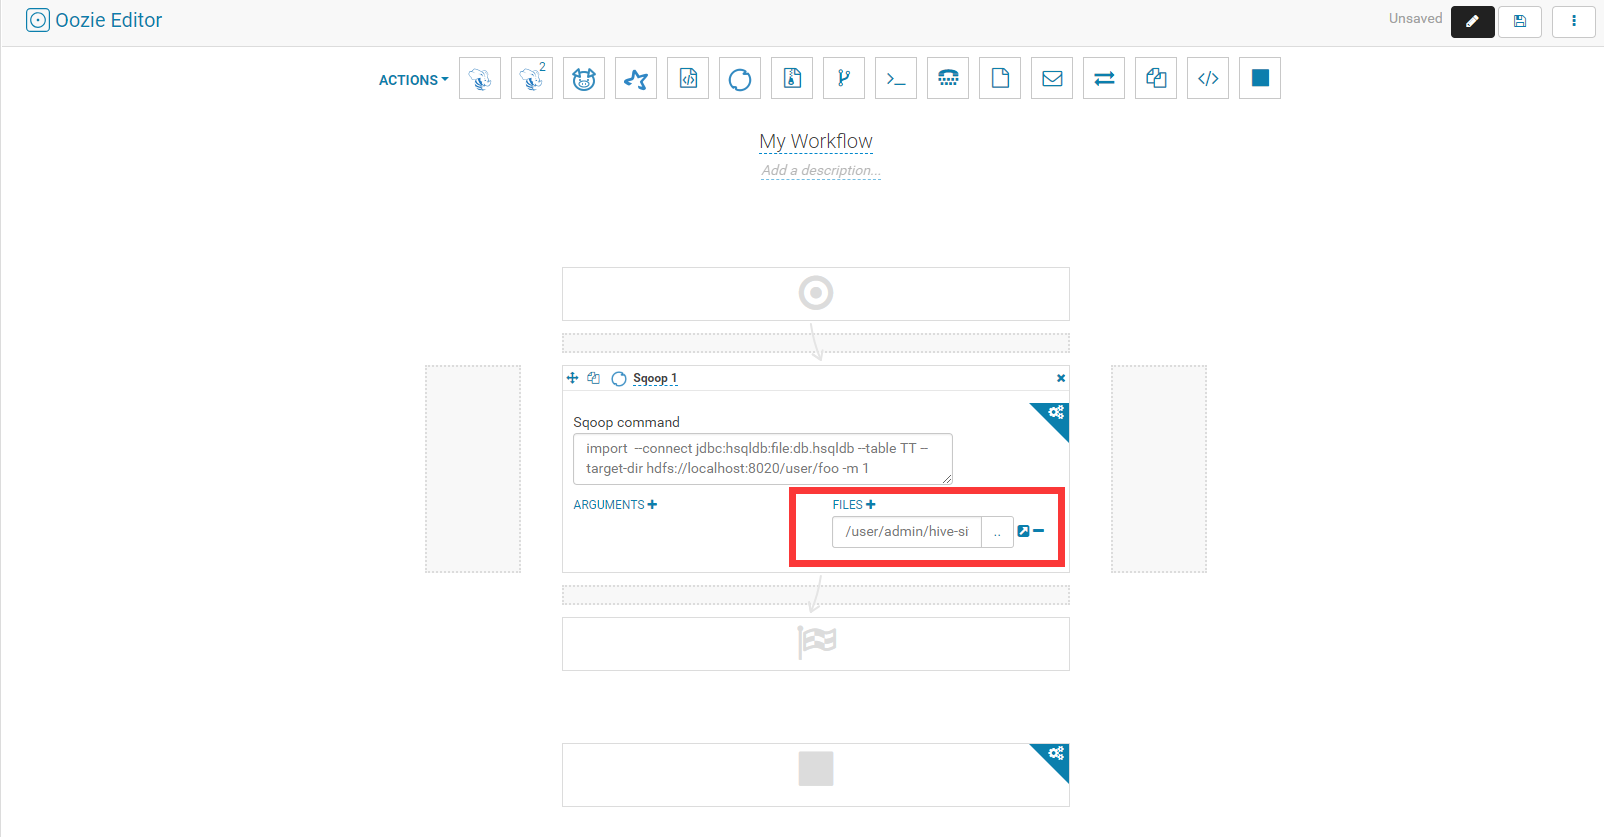 Oozie Editor
Unsaved
ACTIONS
2
My Workflow
Add a description...
Sqoop 1
Sqoop command
import --connect jdbc:hsqldb:file:db.hsqldb --table TT --
target-dir hdfs://localhost:8020/user/foo -m 1
ARGUMENTS
FILES
/user/admin/hive-si
..